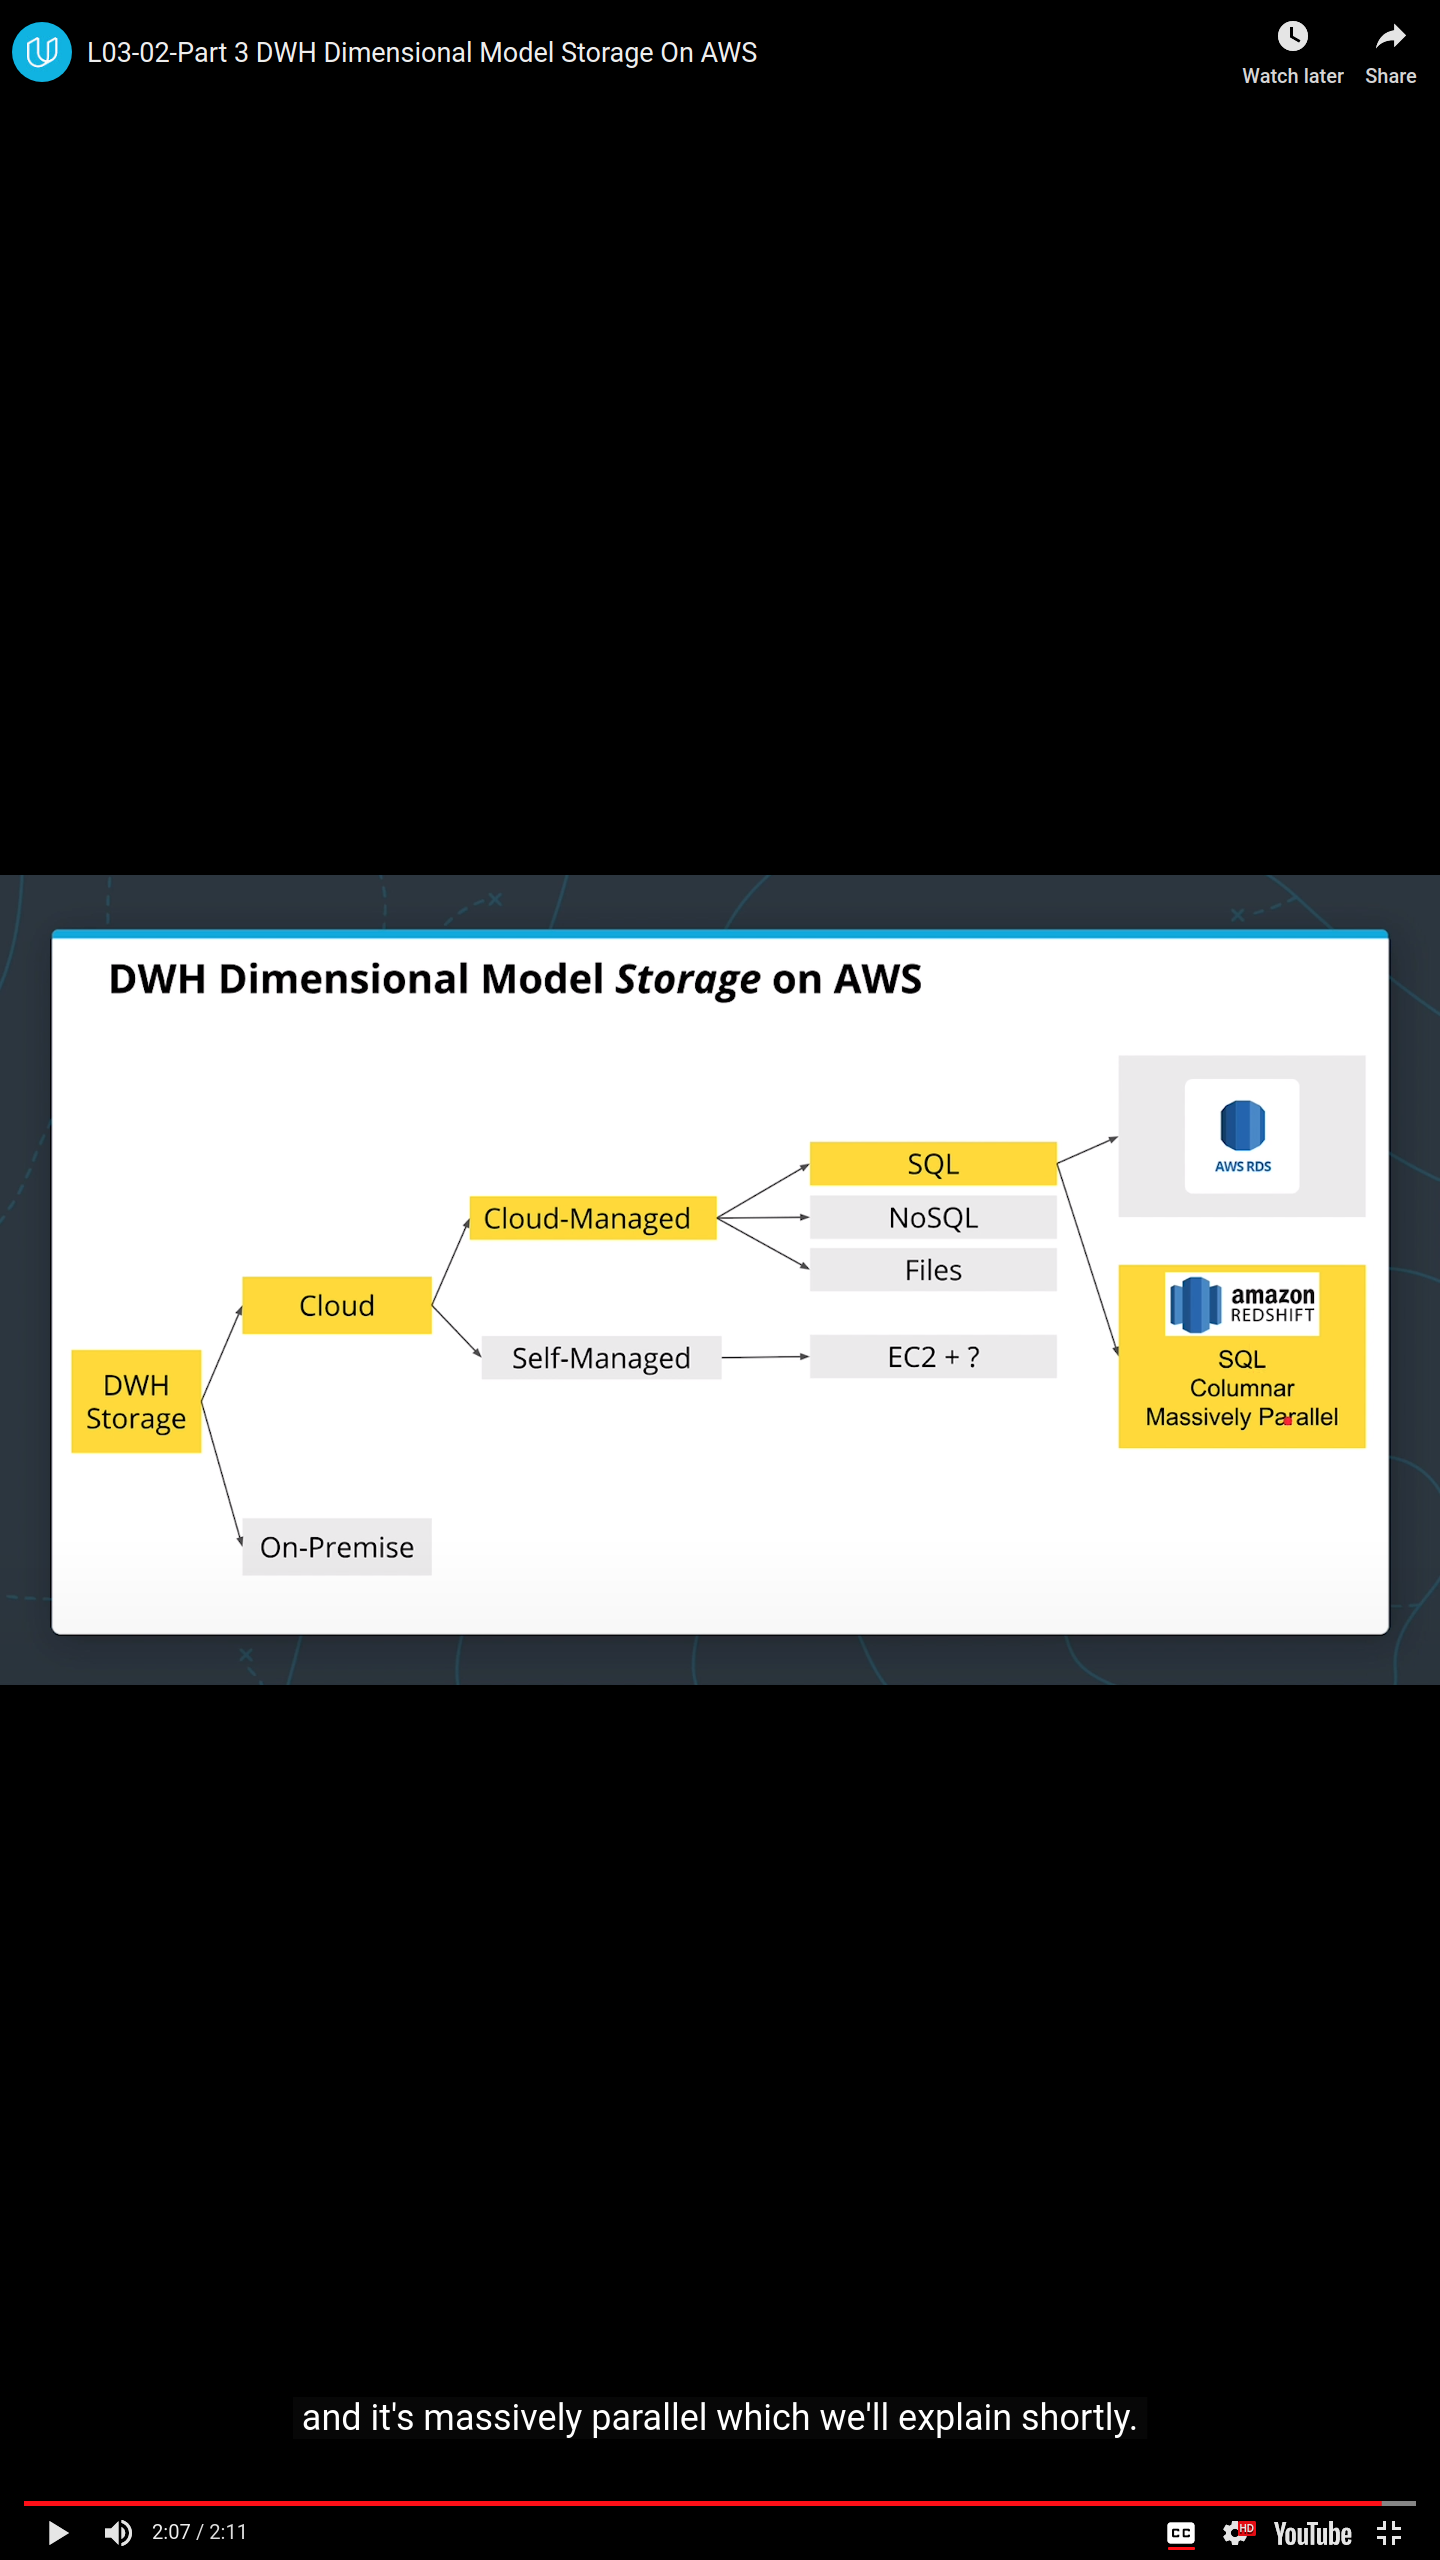 L03-02-Part 3 DWH Dimensional Model Storage On AWS
Watch later
Share
DWH Dimensional Model Storage on AWS
AWS RDS
SQL
Cloud-Managed
NoSQL
Files
Cloud
amazon
REDSHIFT
SQL
Columnar
Massively Parallel
Self-Managed
EC2 + ?
DWH
Storage
On-Premise
and it's massively parallel which we'll explain shortly.
2:07 / 2:11
CC
HD
YouTube